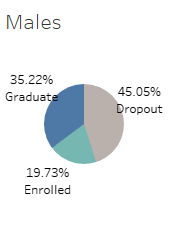 Males
35.22%
Graduate
45.05%
Dropout
19.73%
Enrolled